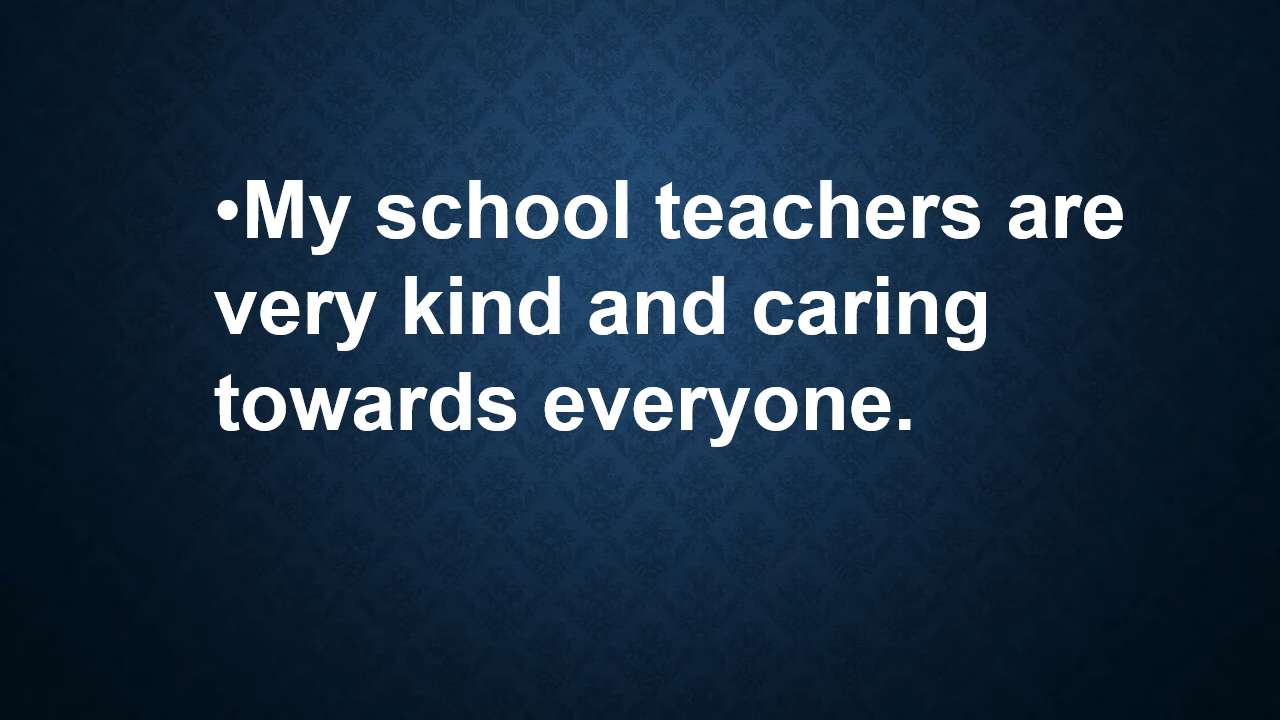 •My school teachers are
very kind and caring
towards everyone.